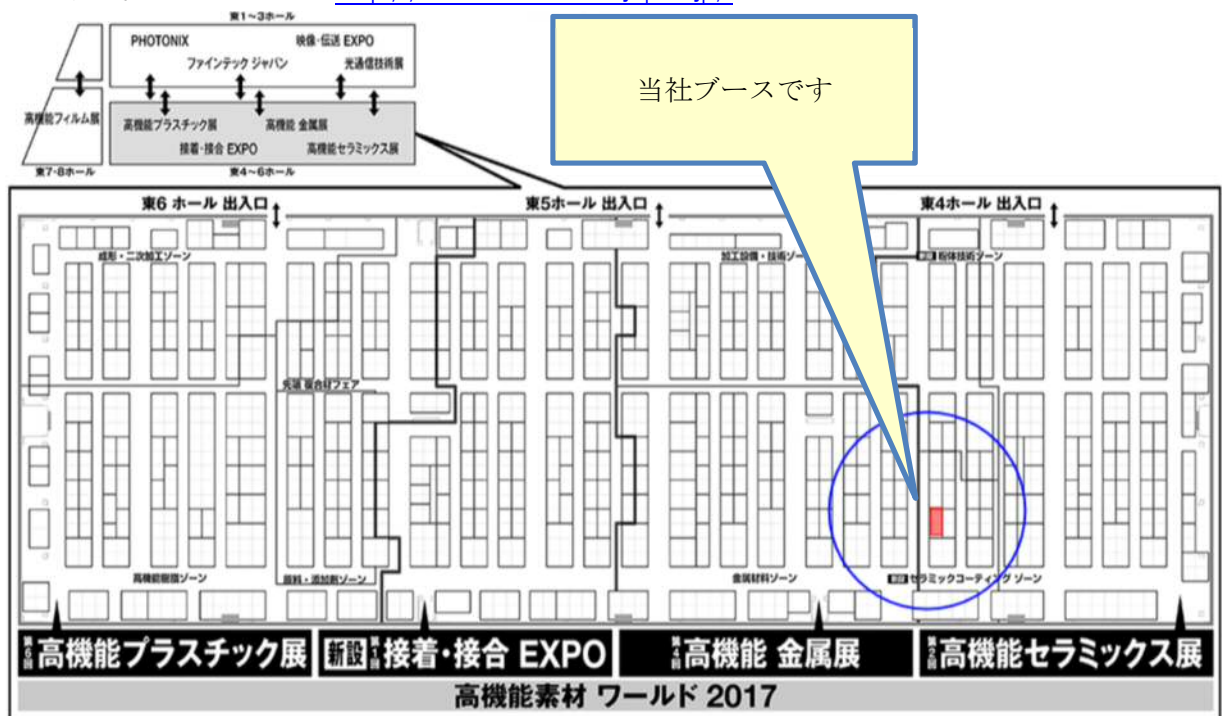 東1~3ホール
PHOTONIX
映像・伝送 EXPO
ファインテック ジャパン
光通信技術展
高機能フィルム展
高機能プラスチック展
高機能 金属展
接着・接合 EXPO
高機能セラミックス展
東7-8ホール
東4~6ホール
当社ブースです
東6 ホール 出入口
東5ホール 出入口
東4ホール 出入口
成形・二次加工ゾーン
加工設備・技術ゾー
粉体技術ゾーン
先端 複合材フェア
高機能樹脂ゾーン
原料・添加剤ゾーン
金属材料ゾーン
新設 セラミックコーティング ゾーン
第6回 高機能プラスチック展
新設 第1回 接着・接合 EXPO
第4回 高機能 金属展
第2回 高機能セラミックス展
高機能素材 ワールド 2017